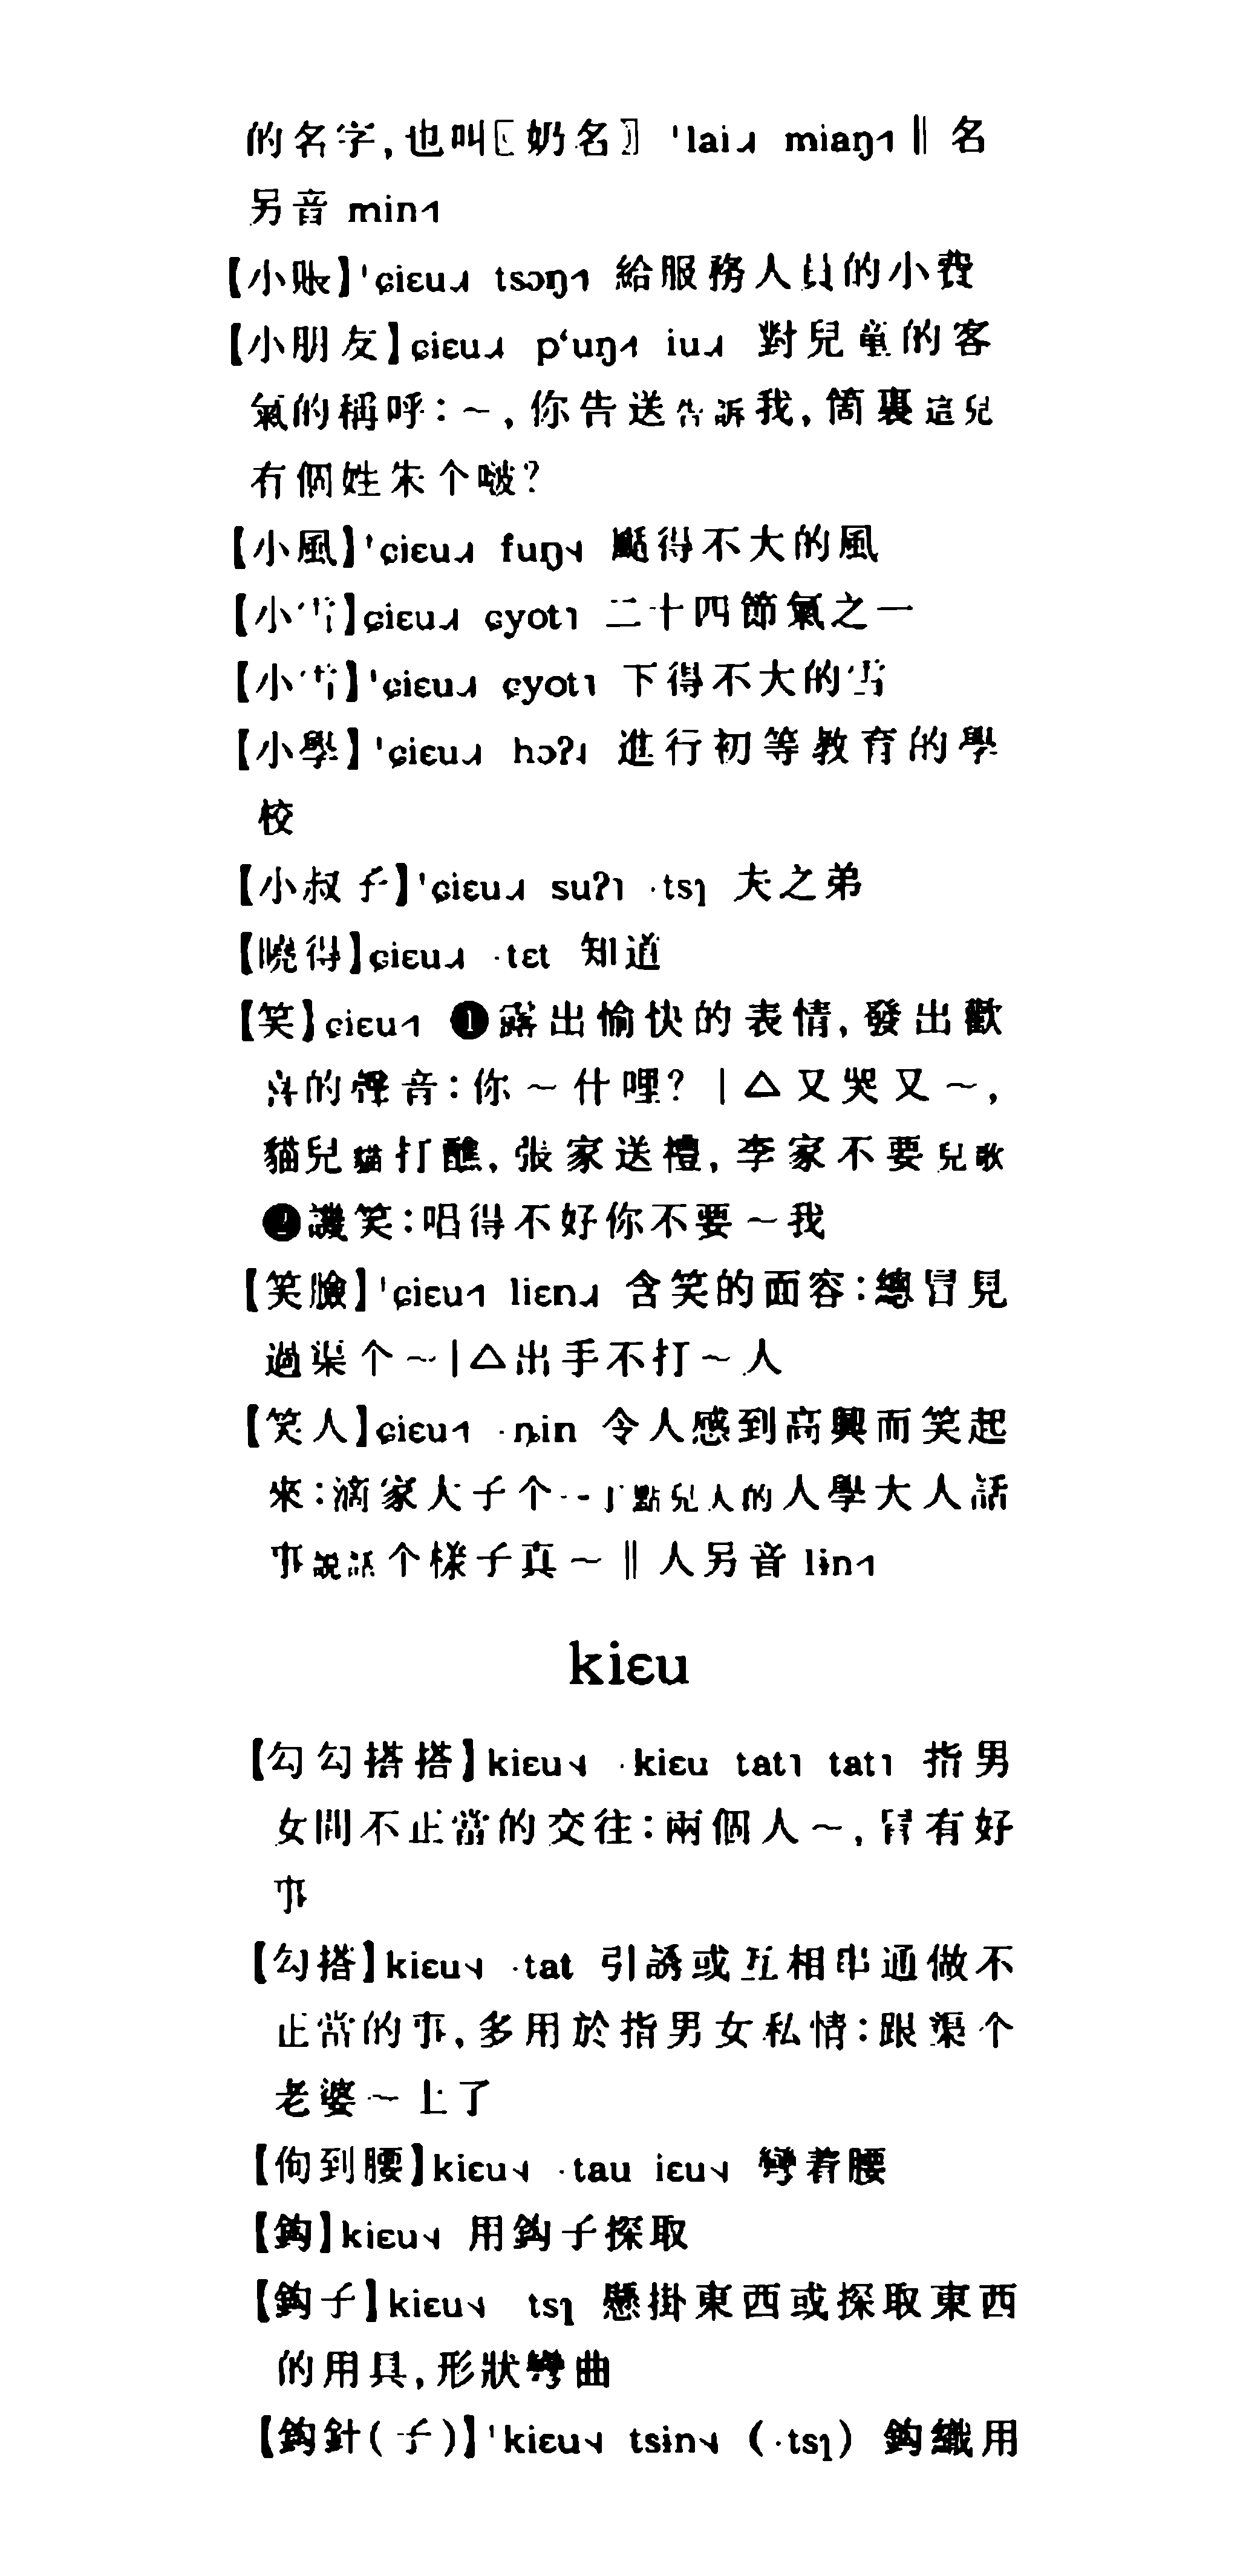 的名字,也叫〖奶名〗 ˈlai˨˩˧ miaŋ˧˥‖名
另音 min˧˥
【小賬】ˈɕiɛu˨˩˧ tsɔŋ˧˥ 給服務人員的小費
【小朋友】ɕiɛu˨˩˧ pʻuŋ˧˥ iu˨˩˧ 對兒童的客
氣的稱呼:～,你告送告訴我,箇裏這兒
有個姓朱个啵?
【小風】ˈɕiɛu˨˩˧ fuŋ˧˩ 颳得不大的風
【小雪】ɕiɛu˨˩˧ ɕyot˥ 二十四節氣之一
【小雪】ˈɕiɛu˨˩˧ ɕyot˥ 下得不大的雪
【小學】ˈɕiɛu˨˩˧ hɔʔ˨ 進行初等教育的學
校
【小叔子】ˈɕiɛu˨˩˧ suʔ˥ ·tsɿ 夫之弟
【曉得】ɕiɛu˨˩˧ ·tɛt 知道
【笑】ɕiɛu˧˥ ❶露出愉快的表情,發出歡
喜的聲音:你～什哩?|△又哭又～,
貓兒貓打醮,張家送禮,李家不要兒歌
❷譏笑:唱得不好你不要～我
【笑臉】ˈɕiɛu˧˥ liɛn˨˩˧ 含笑的面容:總冒見
過渠个～|△出手不打～人
【笑人】ɕiɛu˧˥ ·ȵin 令人感到高興而笑起
來:滴家人子个一丁點兒人的人學大人話
事說話个樣子真～‖人另音 lɨn˧˥
kiɛu
【勾勾搭搭】kiɛu˧˩ ·kiɛu tat˥ tat˥ 指男
女間不正當的交往:兩個人～,冒有好
事
【勾搭】kiɛu˧˩ ·tat 引誘或互相串通做不
正當的事,多用於指男女私情:跟渠个
老婆～上了
【佝到腰】kiɛu˧˩ ·tau iɛu˧˩ 彎着腰
【鈎】kiɛu˧˩ 用鈎子探取
【鈎子】kiɛu˧˩ tsɿ 懸掛東西或探取東西
的用具,形狀彎曲
【鈎針(子)】ˈkiɛu˧˩ tsɨn˧˩ (·tsɿ) 鈎織用